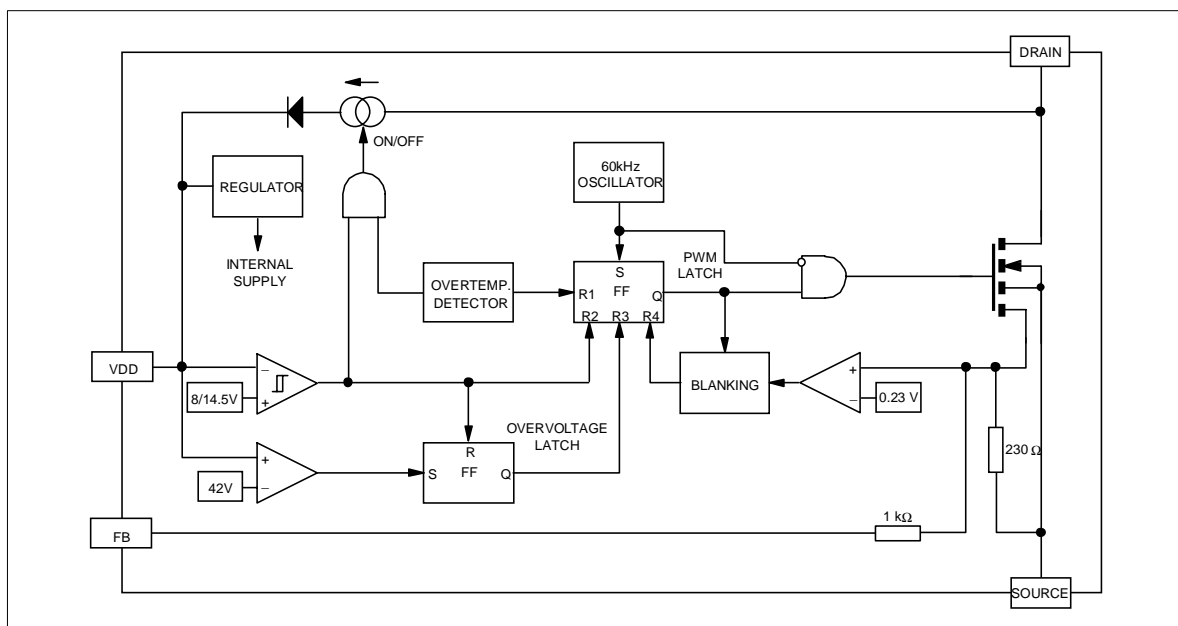 DRAIN
ON/OFF
REGULATOR
60kHz
OSCILLATOR
INTERNAL
SUPPLY
PWM
LATCH
OVERTEMP.
DETECTOR
S
FF
R1
Q
R2 R3 R4
VDD
−
+
8/14.5V
BLANKING
+
−
0.23 V
OVERVOLTAGE
LATCH
R
FF
S
Q
230 Ω
+
−
42V
1 kΩ
FB
SOURCE